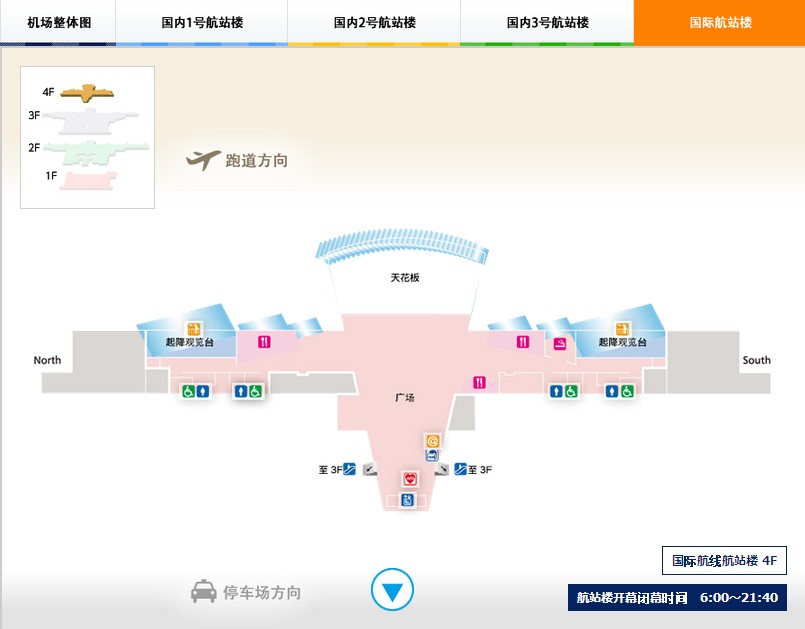 机场整体图
国内1号航站楼
国内2号航站楼
国内3号航站楼
国际航站楼
4F
3F
2F
1F
跑道方向
天花板
起降观览台
起降观览台
North
South
广场
至 3F
至 3F
国际航线航站楼 4F
停车场方向
航站楼开幕闭幕时间 6:00～21:40